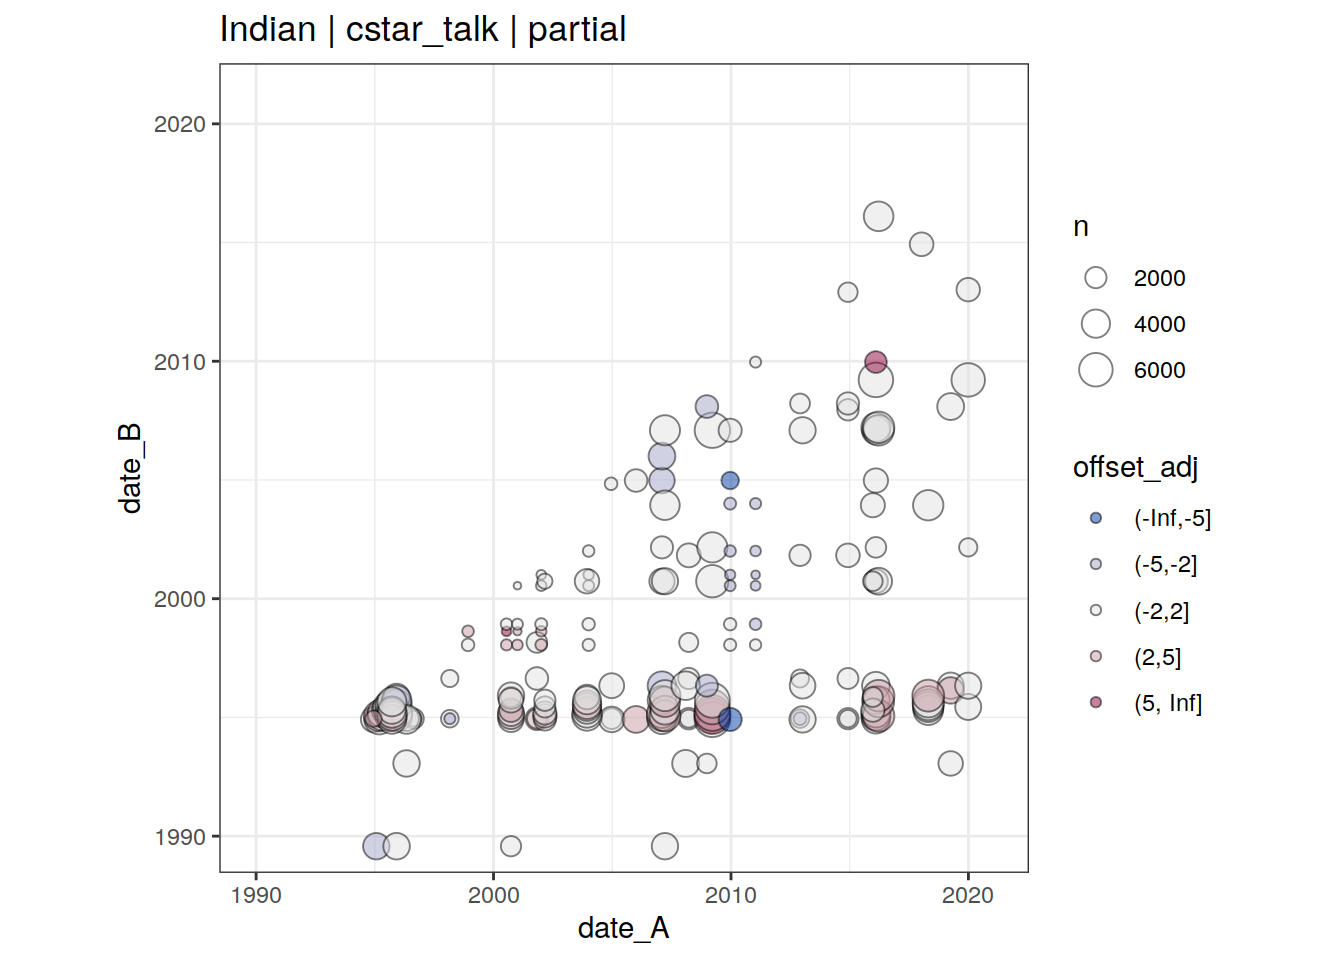 Indian | cstar_talk | partial
2020
2010
2000
1990
date_B
1990
2000
2010
2020
date_A
n
2000
4000
6000
offset_adj
(-Inf,-5]
(-5,-2]
(-2,2]
(2,5]
(5, Inf]